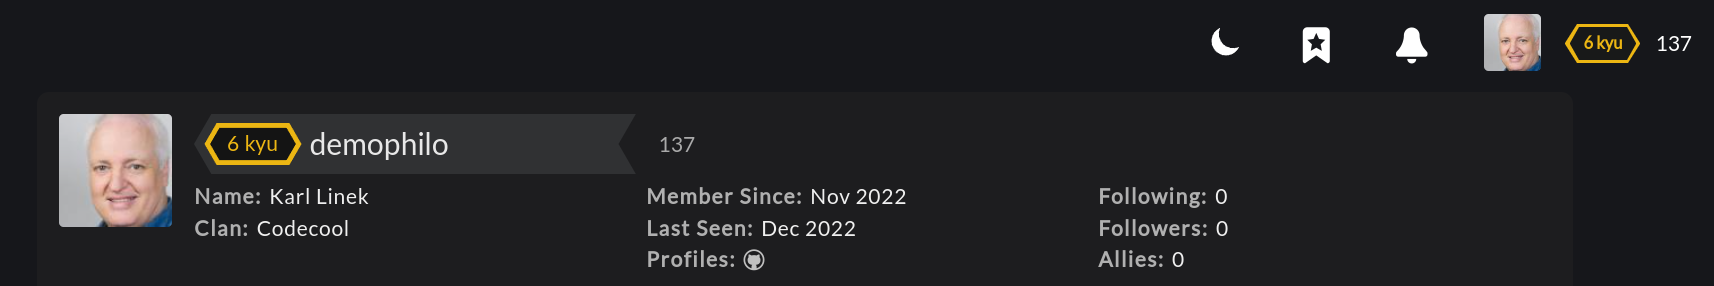 6 kyu 137
6 kyu demophilo 137
Name: Karl Linek Member Since: Nov 2022 Following: 0
Clan: Codecool Last Seen: Dec 2022 Followers: 0
Profiles: Allies: 0